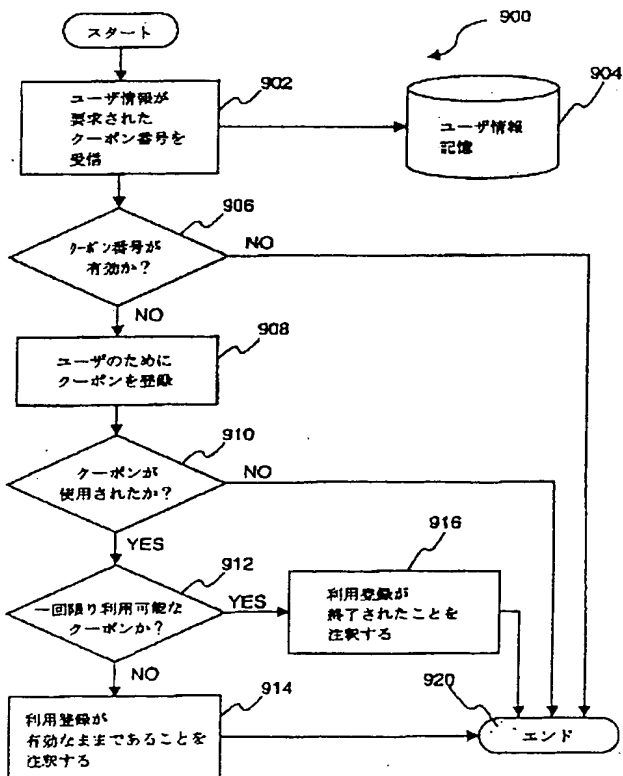 スタート
900
902
ユーザ情報が
要求された
クーポン番号を
受信
904
ユーザ情報
記憶
906
クーポン番号が
有効か?
NO
NO
908
ユーザのために
クーポンを登録
910
クーポンが
使用されたか?
NO
YES
912
一回限り利用可能な
クーポンか?
YES
916
利用登録が
終了されたことを
注釈する
NO
914
利用登録が
有効なままであることを
注釈する
920
エンド